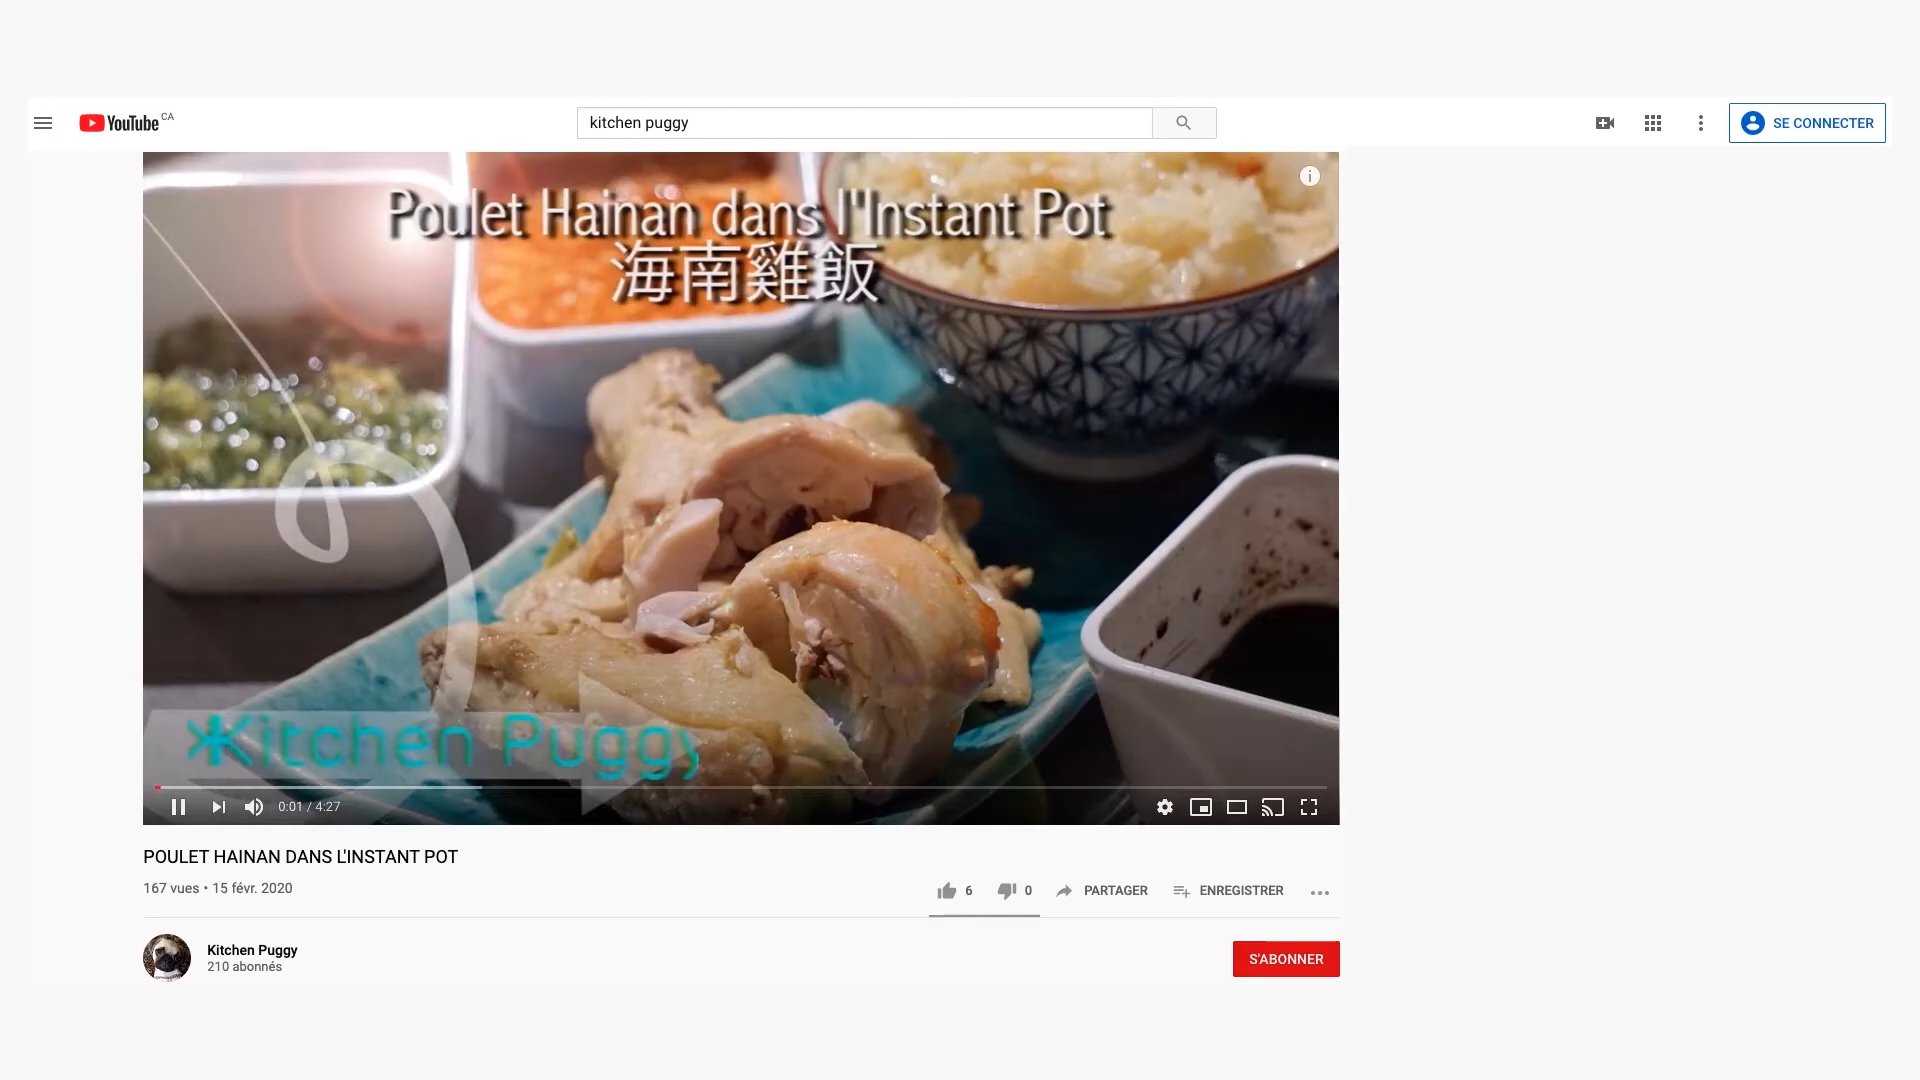 YouTube CA
kitchen puggy
SE CONNECTER
Poulet Hainan dans l''Instant Pot
海南雞飯
Kitchen Puggy
0:01 / 4:27
POULET HAINAN DANS L'INSTANT POT
167 vues • 15 févr. 2020
6 0 PARTAGER ENREGISTRER
Kitchen Puggy
210 abonnés
S'ABONNER